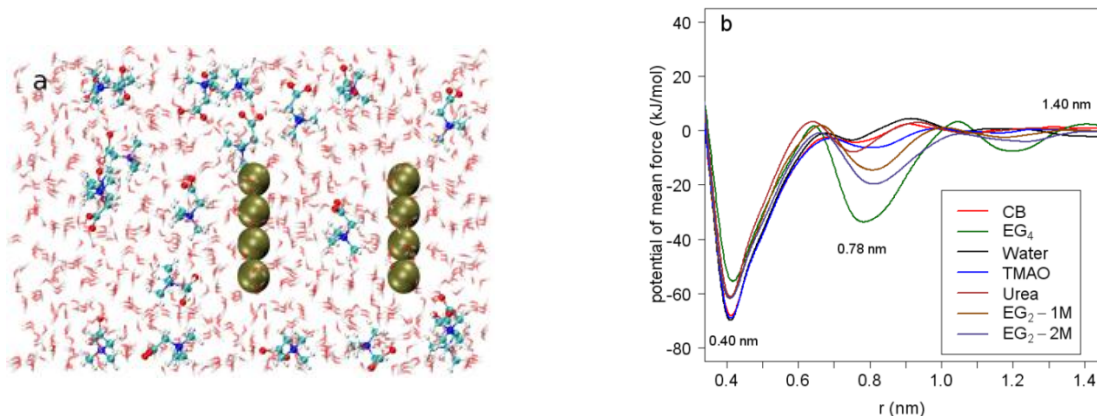 a
b
potential of mean force (kJ/mol)
40
20
0
-20
-40
-60
-80
1.40 nm
0.78 nm
0.40 nm
CB
EG₄
Water
TMAO
Urea
EG₂ − 1M
EG₂ − 2M
0.4
0.6
0.8
1.0
1.2
1.4
r (nm)